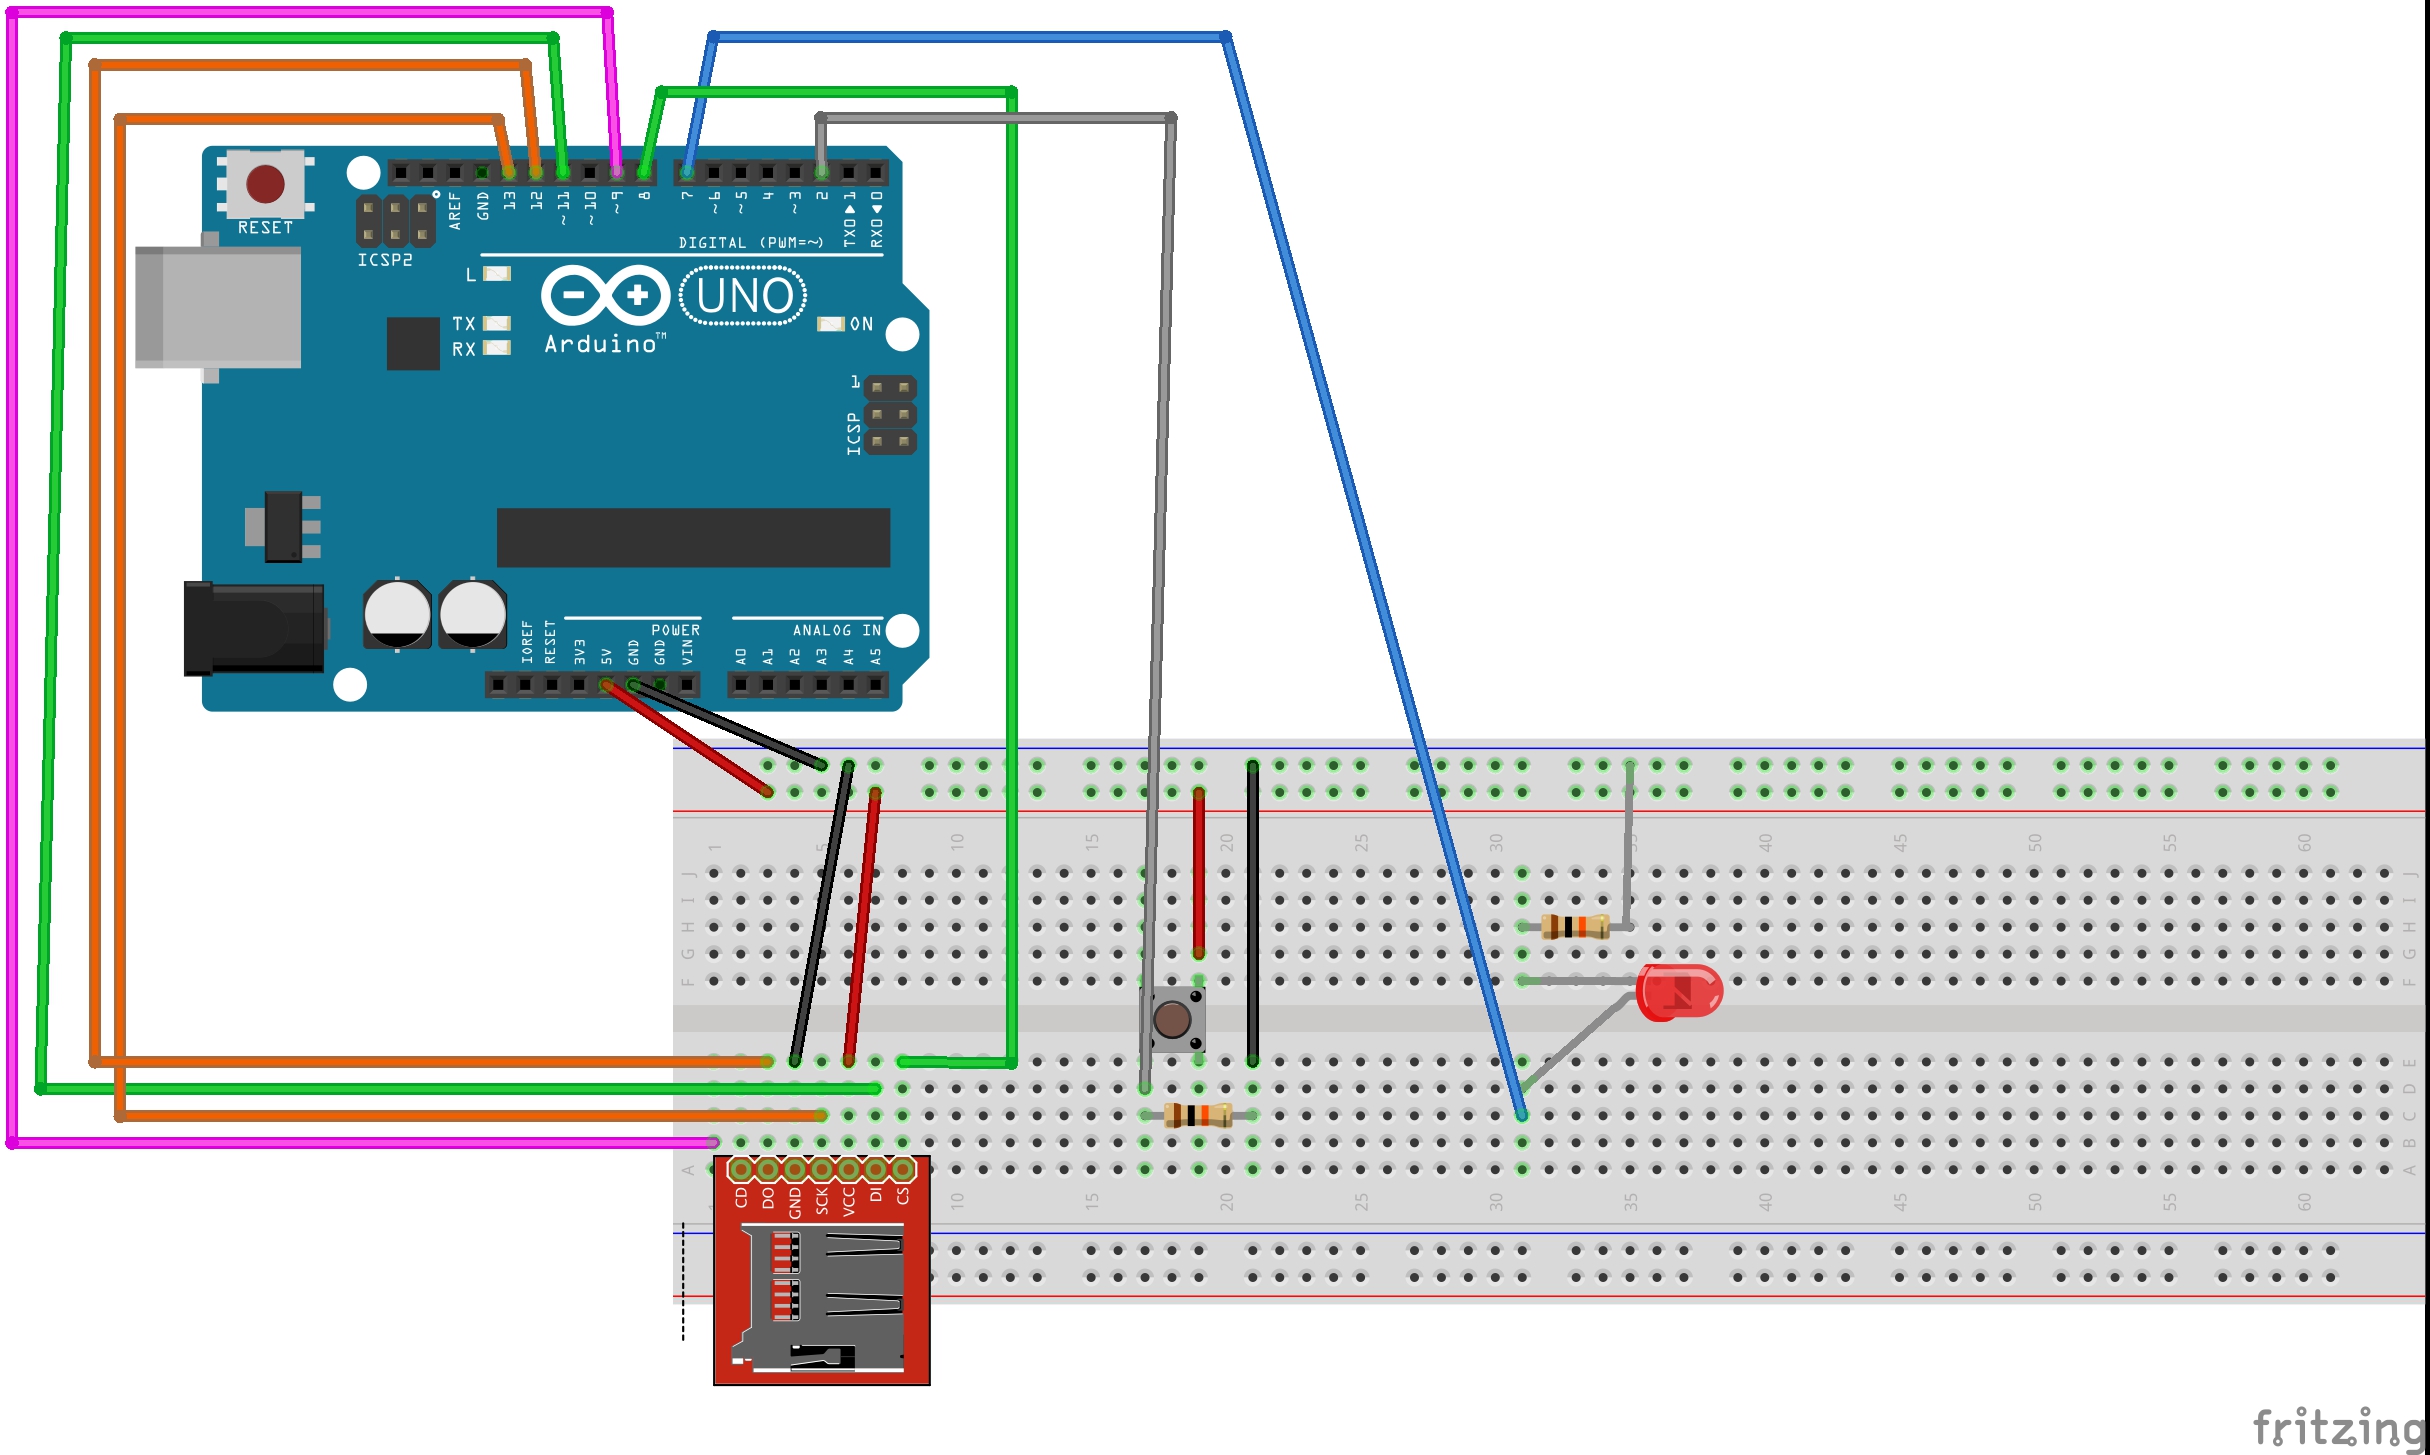 RESET
ICSP2
AREF
GND
13
12
~11
~10
~9
8
7
~6
~5
4
~3
2
TX0▶1
RX0◀0
DIGITAL (PWM=~)
L
TX
RX
Arduino™
UNO
ON
1
ICSP
IOREF
RESET
3V3
5V
GND
GND
VIN
POWER
ANALOG IN
A0
A1
A2
A3
A4
A5
1 5 10 15 20 25 30 35 40 45 50 55 60
J J
I I
H H
G G
F F
E
D
C
B
A A
CD
DO
GND
SCK
VCC
DI
CS
10 15 20 25 30 35 40 45 50 55 60
fritzing